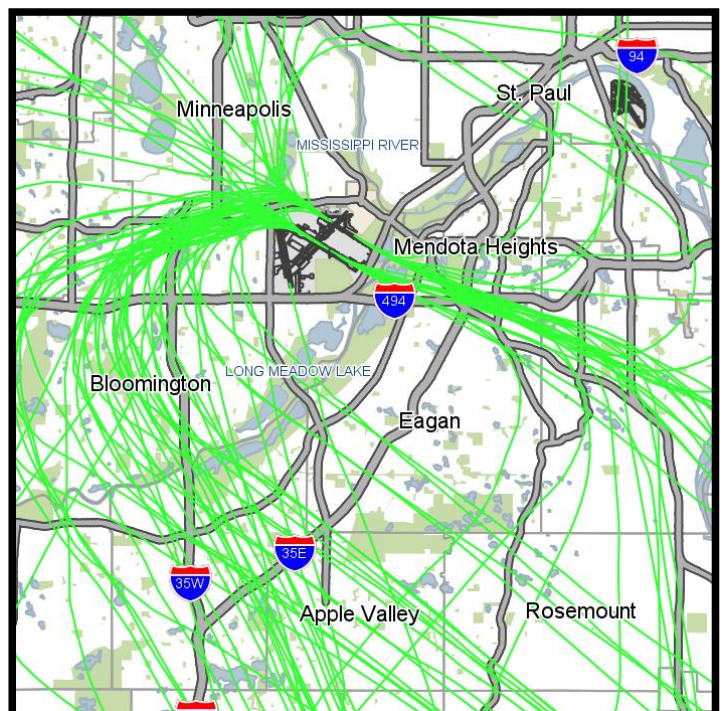 94
St. Paul
Minneapolis
MISSISSIPPI RIVER
Mendota Heights
494
LONG MEADOW LAKE
Bloomington
Eagan
35E
35W
Apple Valley
Rosemount